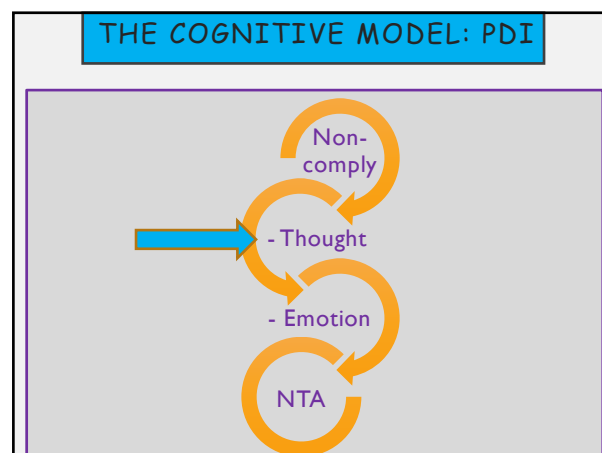 THE COGNITIVE MODEL: PDI
Non-
comply
- Thought
- Emotion
NTA